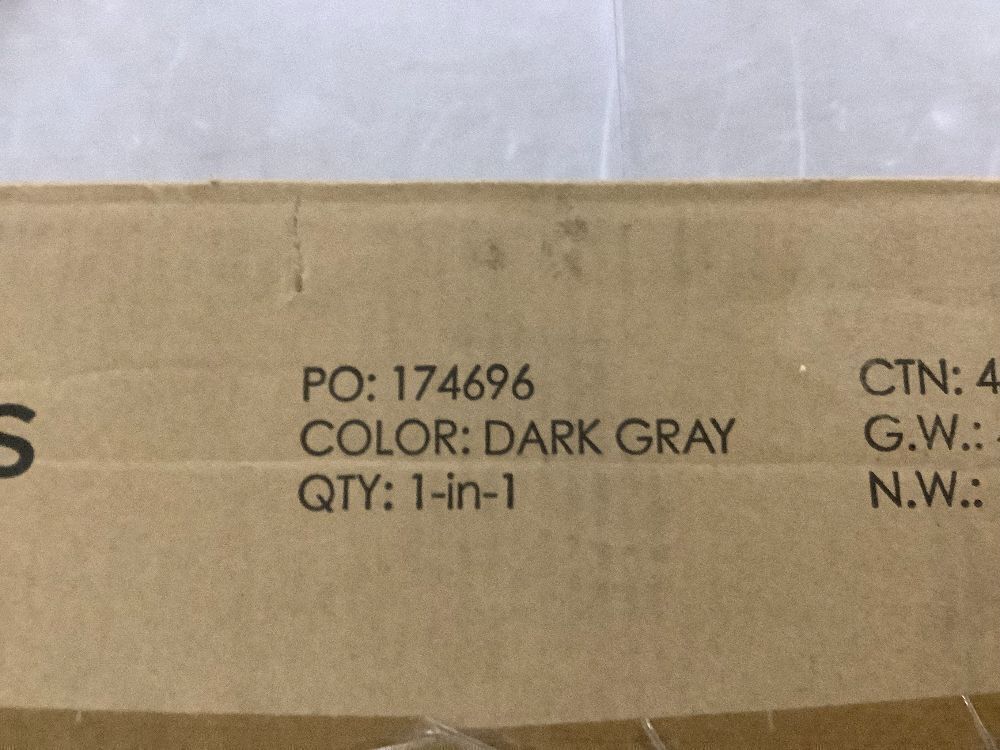 PO: 174696
COLOR: DARK GRAY
QTY: 1-in-1
CTN: 4
G.W.:
N.W.: